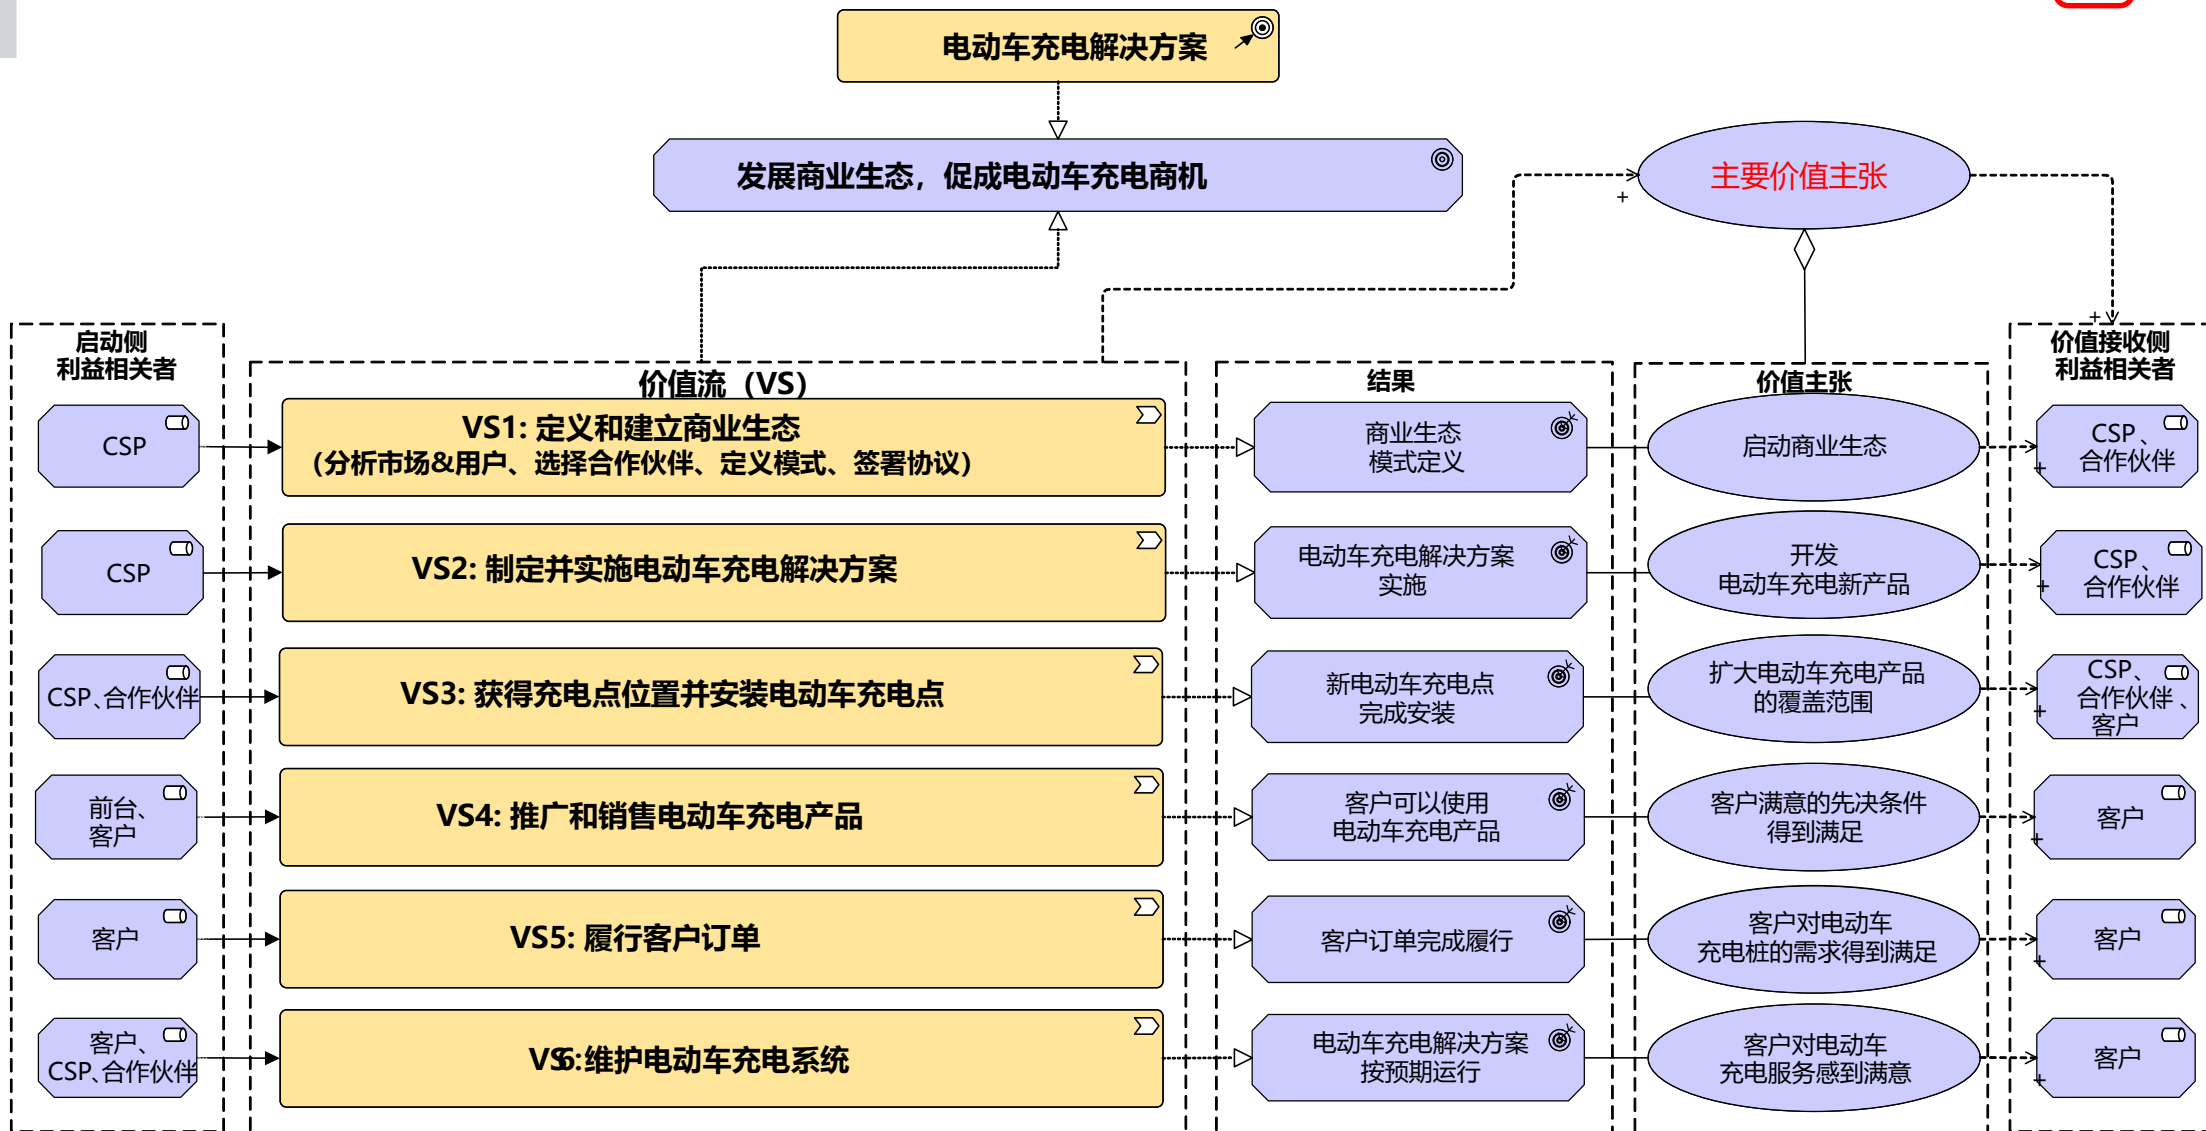 电动车充电解决方案
发展商业生态，促成电动车充电商机
主要价值主张
+
+
启动侧
利益相关者
价值流（VS）
结果
价值主张
价值接收侧
利益相关者
CSP
VS1: 定义和建立商业生态
（分析市场&用户、选择合作伙伴、定义模式、签署协议）
商业生态
模式定义
启动商业生态
CSP、
合作伙伴
+
CSP
VS2: 制定并实施电动车充电解决方案
电动车充电解决方案
实施
开发
电动车充电新产品
CSP、
合作伙伴
+
CSP、合作伙伴
VS3: 获得充电点位置并安装电动车充电点
新电动车充电点
完成安装
扩大电动车充电产品
的覆盖范围
CSP、
合作伙伴、
客户
+
前台、
客户
VS4: 推广和销售电动车充电产品
客户可以使用
电动车充电产品
客户满意的先决条件
得到满足
客户
+
客户
VS5: 履行客户订单
客户订单完成履行
客户对电动车
充电桩的需求得到满足
客户
+
客户、
CSP、合作伙伴
VS6:维护电动车充电系统
电动车充电解决方案
按预期运行
客户对电动车
充电服务感到满意
客户
+